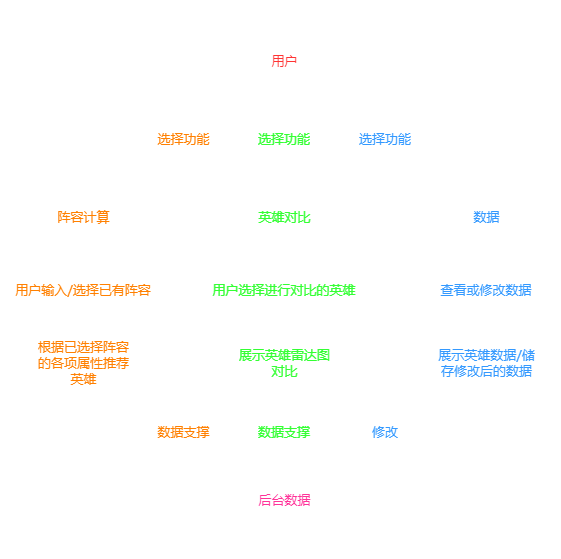 用户
选择功能
选择功能
选择功能
阵容计算
英雄对比
数据
用户输入/选择已有阵容
用户选择进行对比的英雄
查看或修改数据
根据已选择阵容
的各项属性推荐
英雄
展示英雄雷达图
对比
展示英雄数据/储
存修改后的数据
数据支撑
数据支撑
修改
后台数据